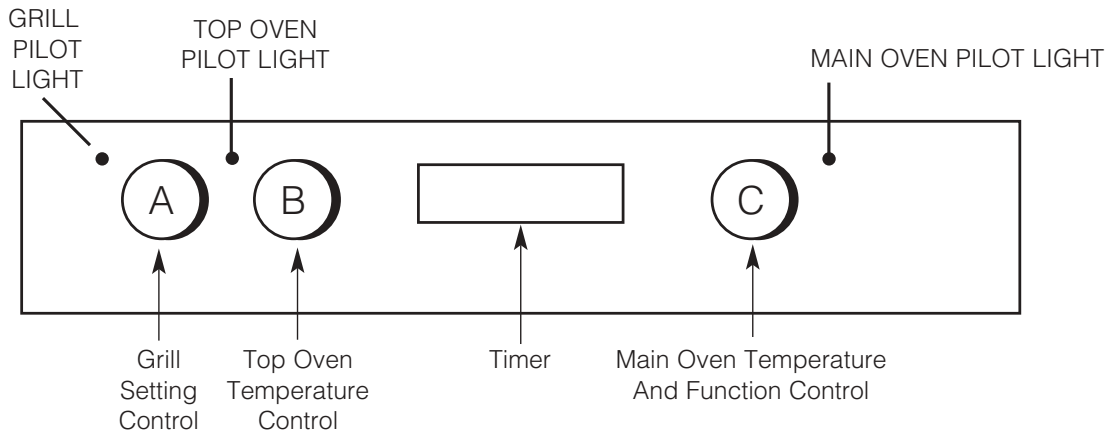 GRILL
PILOT
LIGHT
TOP OVEN
PILOT LIGHT
MAIN OVEN PILOT LIGHT
A
B
C
Grill
Setting
Control
Top Oven
Temperature
Control
Timer
Main Oven Temperature
And Function Control